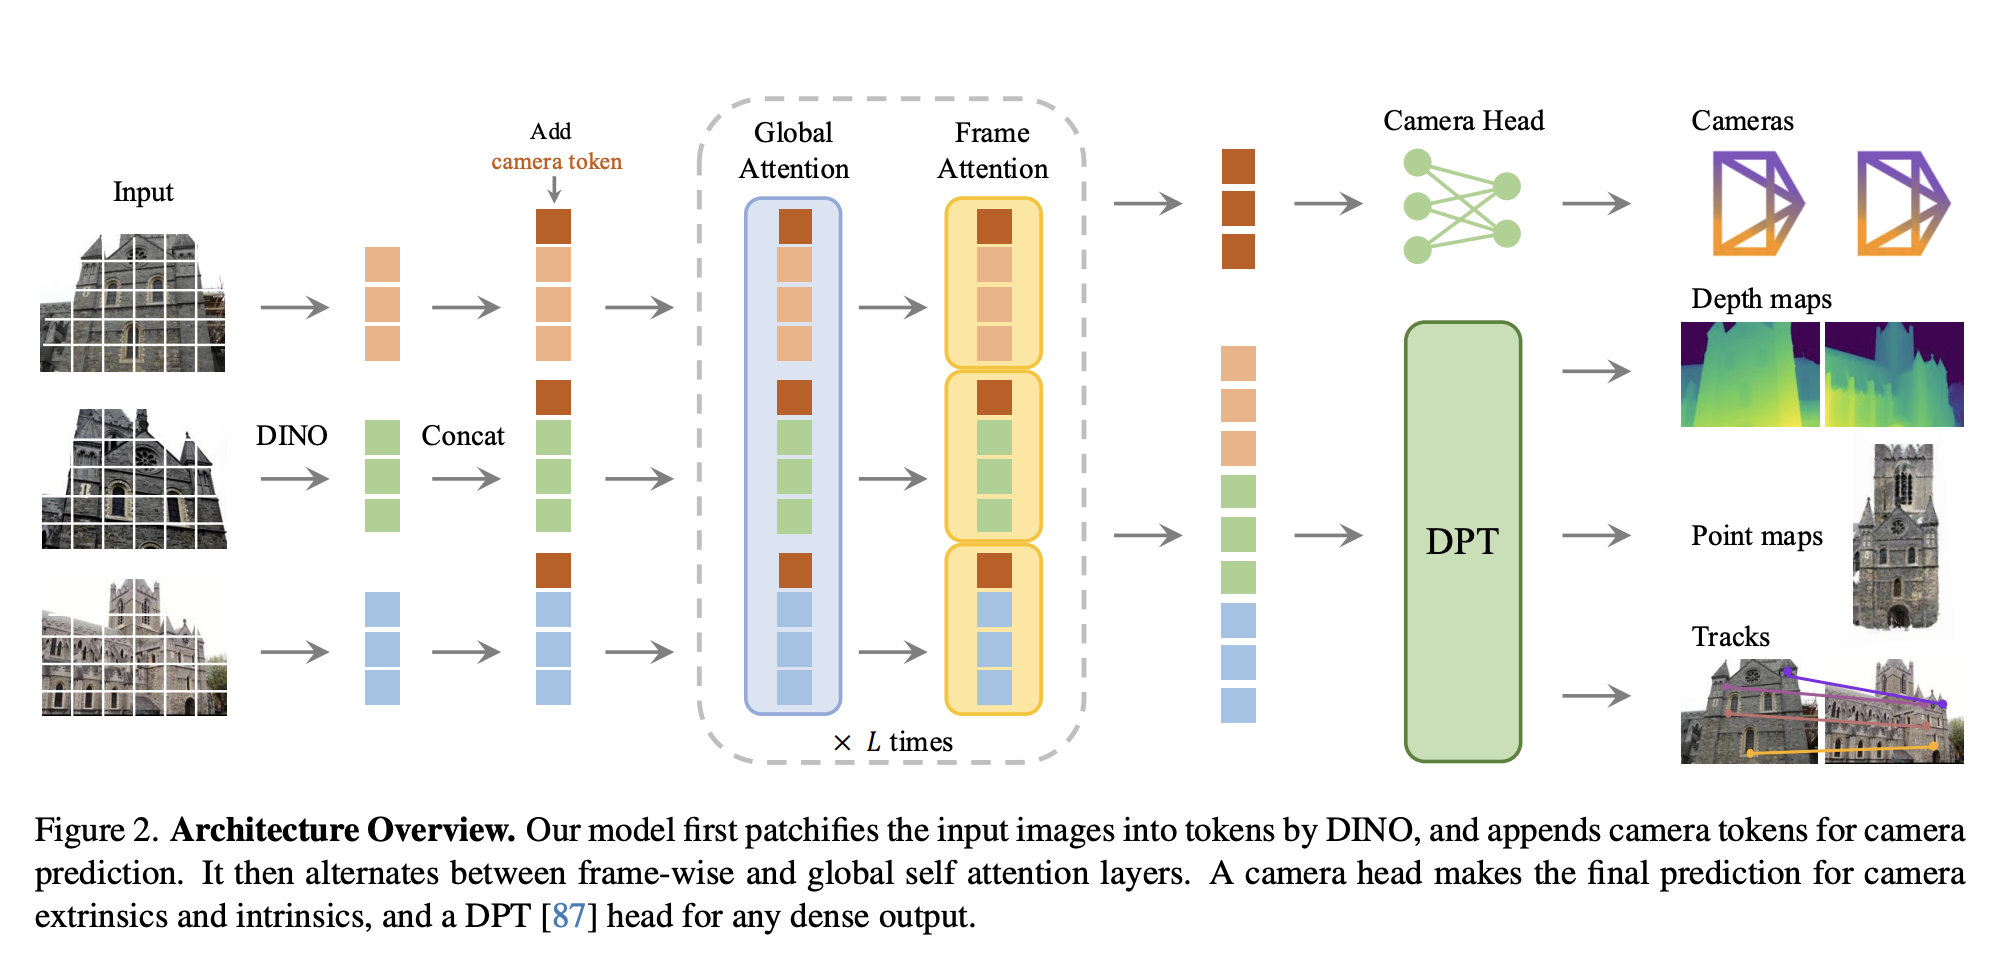 Input
DINO
Concat
Add
camera token
Global
Attention
Frame
Attention
× L times
Camera Head
DPT
Cameras
Depth maps
Point maps
Tracks
Figure 2. Architecture Overview. Our model first patchifies the input images into tokens by DINO, and appends camera tokens for camera
prediction. It then alternates between frame-wise and global self attention layers. A camera head makes the final prediction for camera
extrinsics and intrinsics, and a DPT [87] head for any dense output.